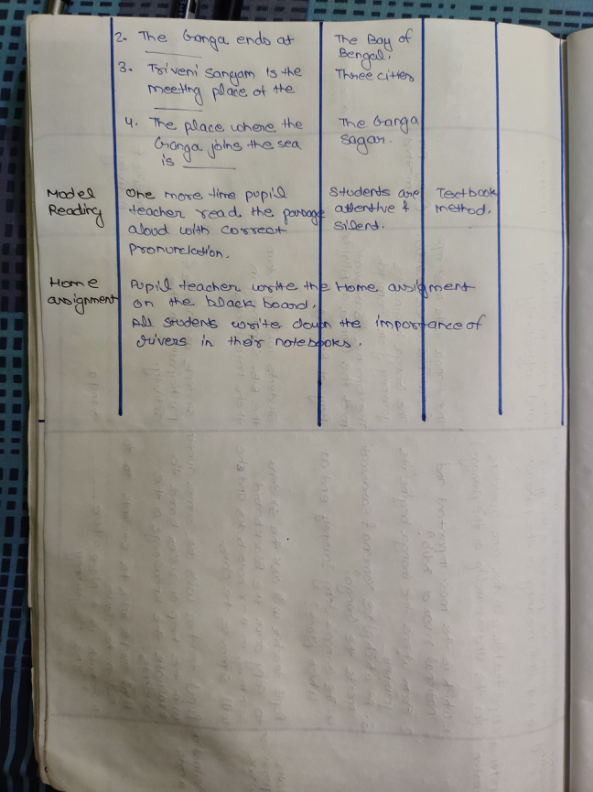 2. The Ganga ends at ______
The Bay of
Bengal.
3. Triveni Sangam is the
meeting place of the ______
Three cities
4. The place where the
Ganga joins the sea
is ______
The Ganga
sagar.
Model
Reading
One more time pupil
teacher read the passage
aloud with correct
pronunciation.
Students are
attentive &
silent.
Textbook
method.
Home
assignment
Pupil teacher write the Home assigment
on the black board.
All students write down the importance of
rivers in their notebooks.